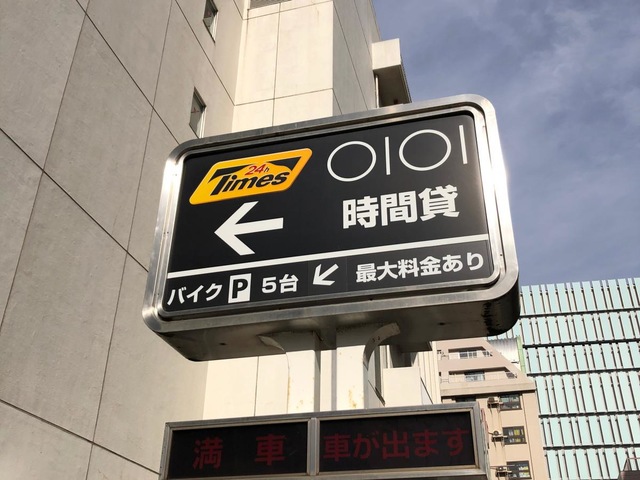 24h Times OIOI
時間貸
バイク P 5台 最大料金あり
満車 車が出ます